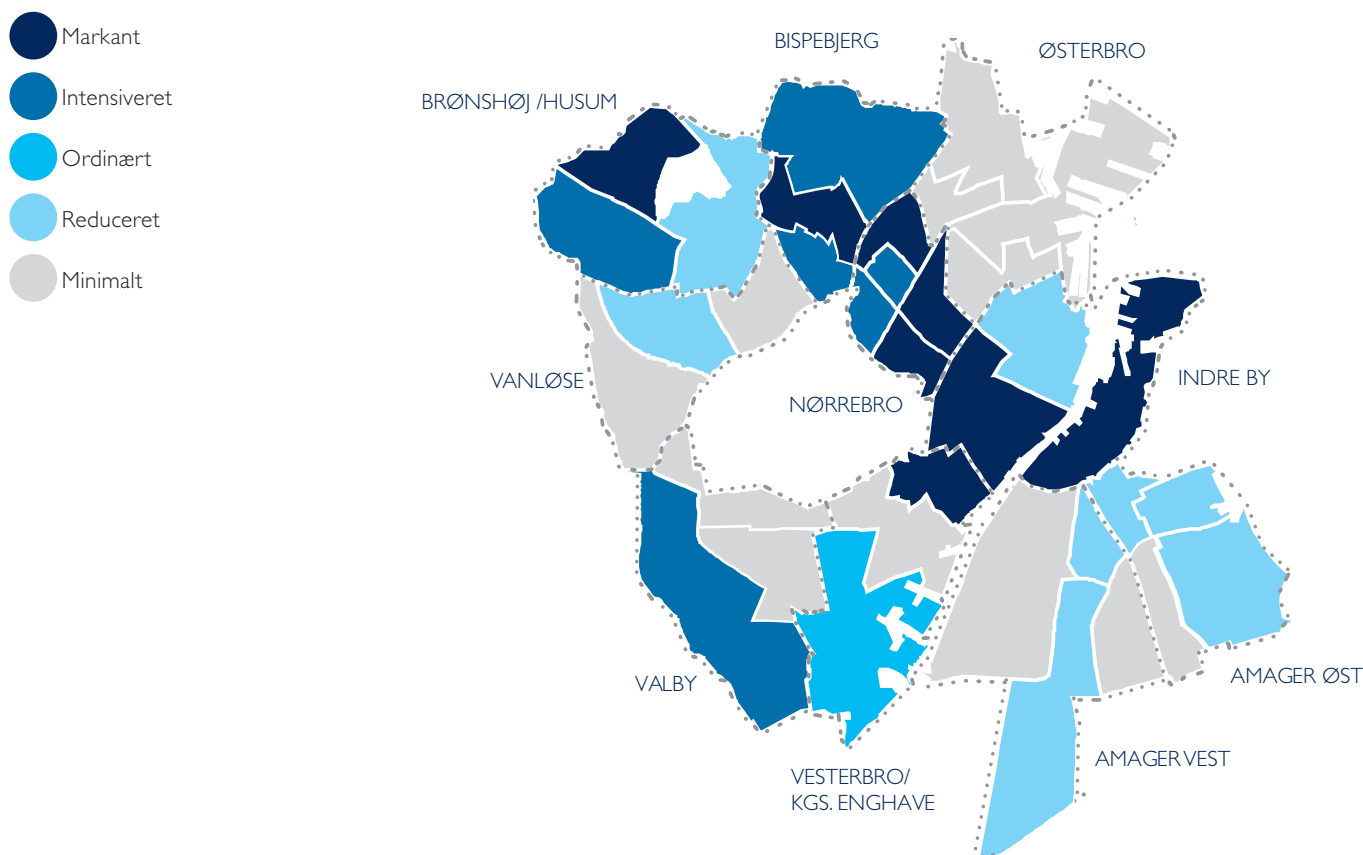 Markant
Intensiveret
Ordinært
Reduceret
Minimalt
BISPEBJERG
ØSTERBRO
BRØNSHØJ /HUSUM
VANLØSE
NØRREBRO
INDRE BY
VALBY
AMAGER ØST
AMAGER VEST
VESTERBRO/
KGS. ENGHAVE